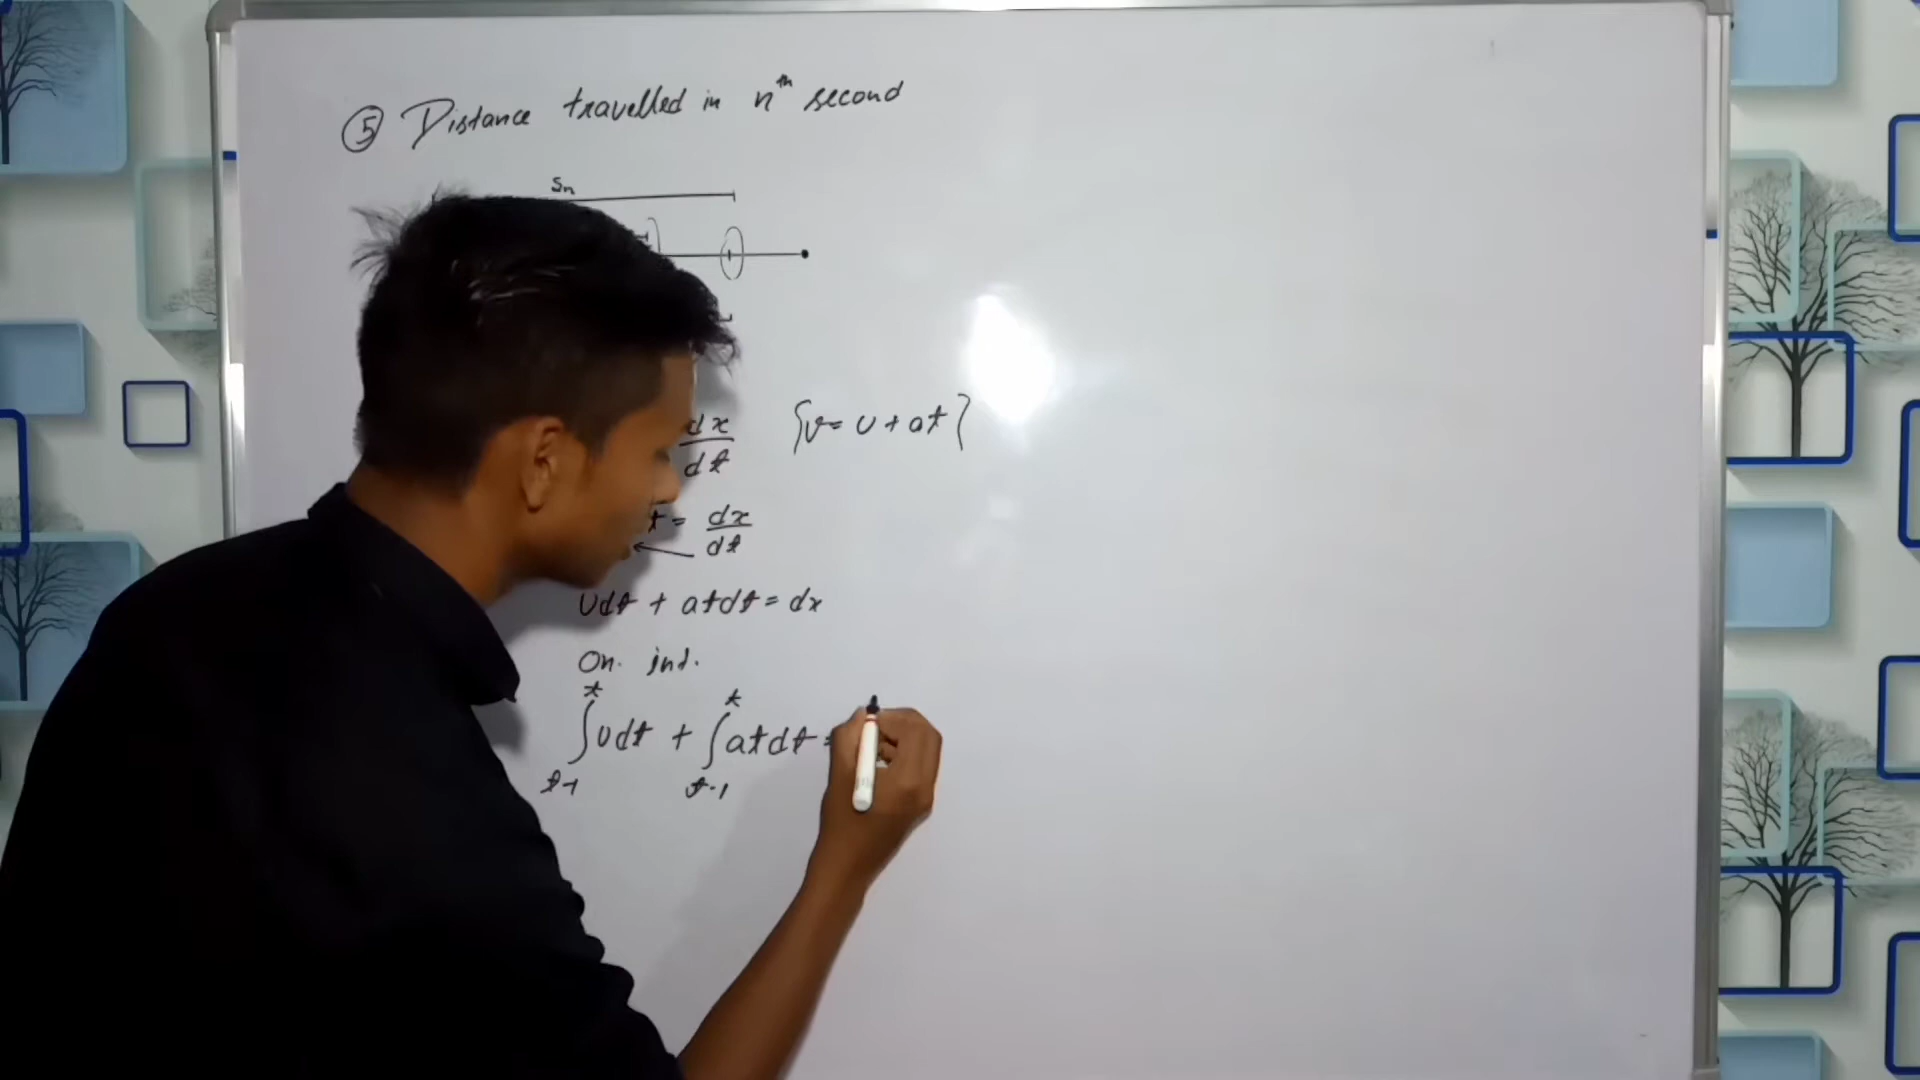 ⑤ Distance travelled in nth second
Sn
dx/dt {v = u + at}
t = dx/dt
udt + atdt = dx
On. int.
∫_{t-1}^{t} udt + ∫_{t-1}^{t} atdt =